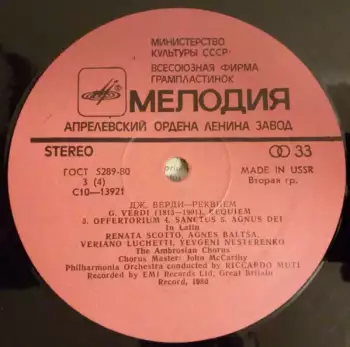 МИНИСТЕРСТВО
КУЛЬТУРЫ СССР
ВСЕСОЮЗНАЯ ФИРМА
ГРАМПЛАСТИНОК
МЕЛОДИЯ
АПРЕЛЕВСКИЙ ОРДЕНА ЛЕНИНА ЗАВОД
STEREO
33
ГОСТ 5289-80
3 (4)
С10—13921
MADE IN USSR
Вторая гр.
ДЖ. ВЕРДИ—РЕКВИЕМ
G. VERDI (1813—1901). REQUIEM
3. OFFERTORIUM 4. SANCTUS 5. AGNUS DEI
In Latin
RENATA SCOTTO, AGNES BALTSA,
VERIANO LUCHETTI, YEVGENI NESTERENKO
The Ambrosian Chorus
Chorus Master: John McCarthy
Philharmonia Orchestra conducted by RICCARDO MUTI
Recorded by EMI Records Ltd, Great Britain
Record, 1980